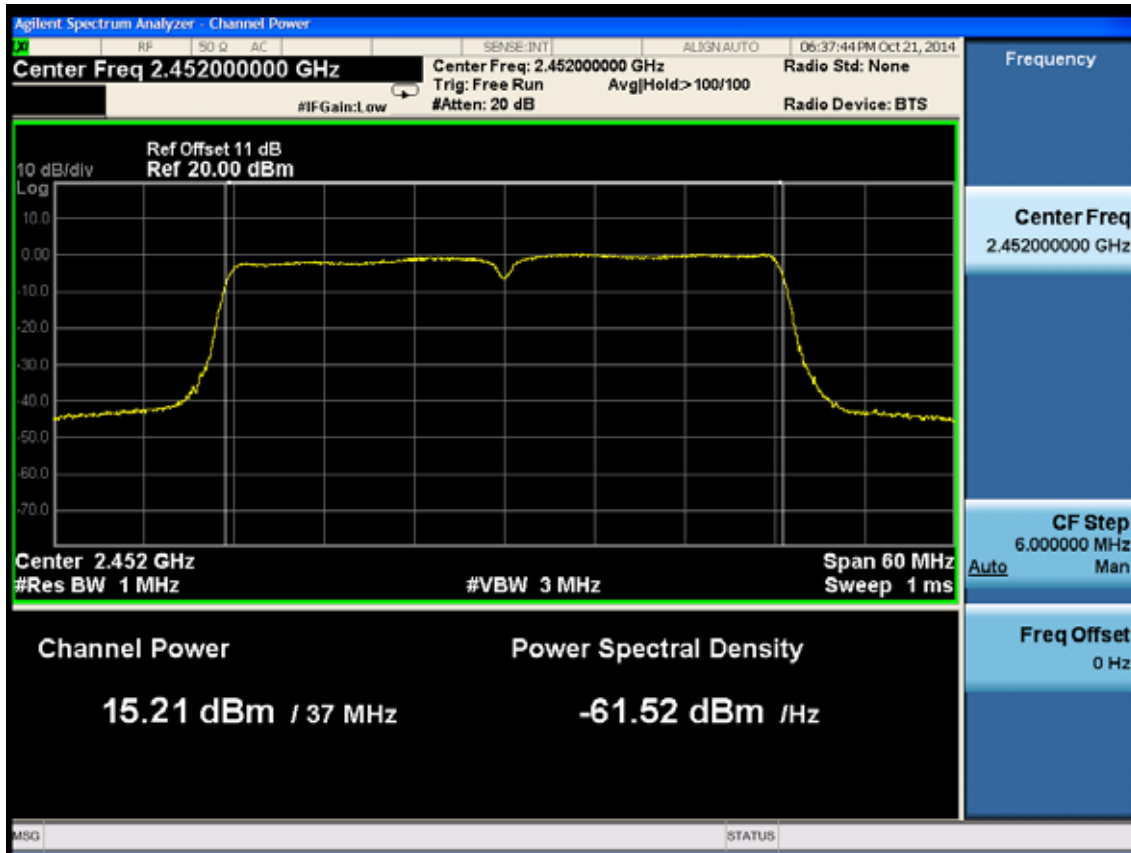 Agilent Spectrum Analyzer - Channel Power
RF 50 Ω AC SENSE:INT ALIGN AUTO 06:37:44 PM Oct 21, 2014
Center Freq 2.452000000 GHz
Center Freq: 2.452000000 GHz
Radio Std: None
Trig: Free Run
Avg|Hold:> 100/100
#IFGain:Low
#Atten: 20 dB
Radio Device: BTS
Frequency
Ref Offset 11 dB
10 dB/div
Ref 20.00 dBm
Log
10.0
0.00
-10.0
-20.0
-30.0
-40.0
-50.0
-60.0
-70.0
Center 2.452 GHz
Span 60 MHz
#Res BW 1 MHz
#VBW 3 MHz
Sweep 1 ms
Channel Power
Power Spectral Density
15.21 dBm / 37 MHz
-61.52 dBm /Hz
Center Freq
2.452000000 GHz
CF Step
6.000000 MHz
Auto Man
Freq Offset
0 Hz
MSG
STATUS